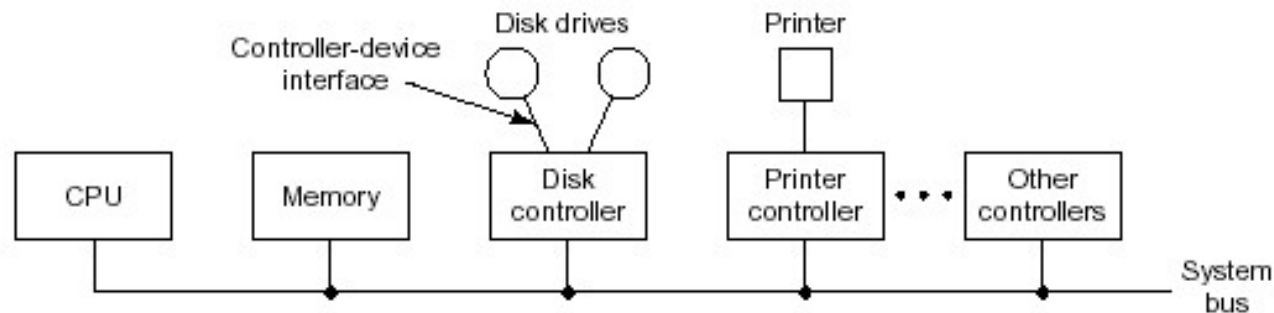 Disk drives
Printer
Controller-device
interface
CPU
Memory
Disk
controller
Printer
controller
Other
controllers
System
bus